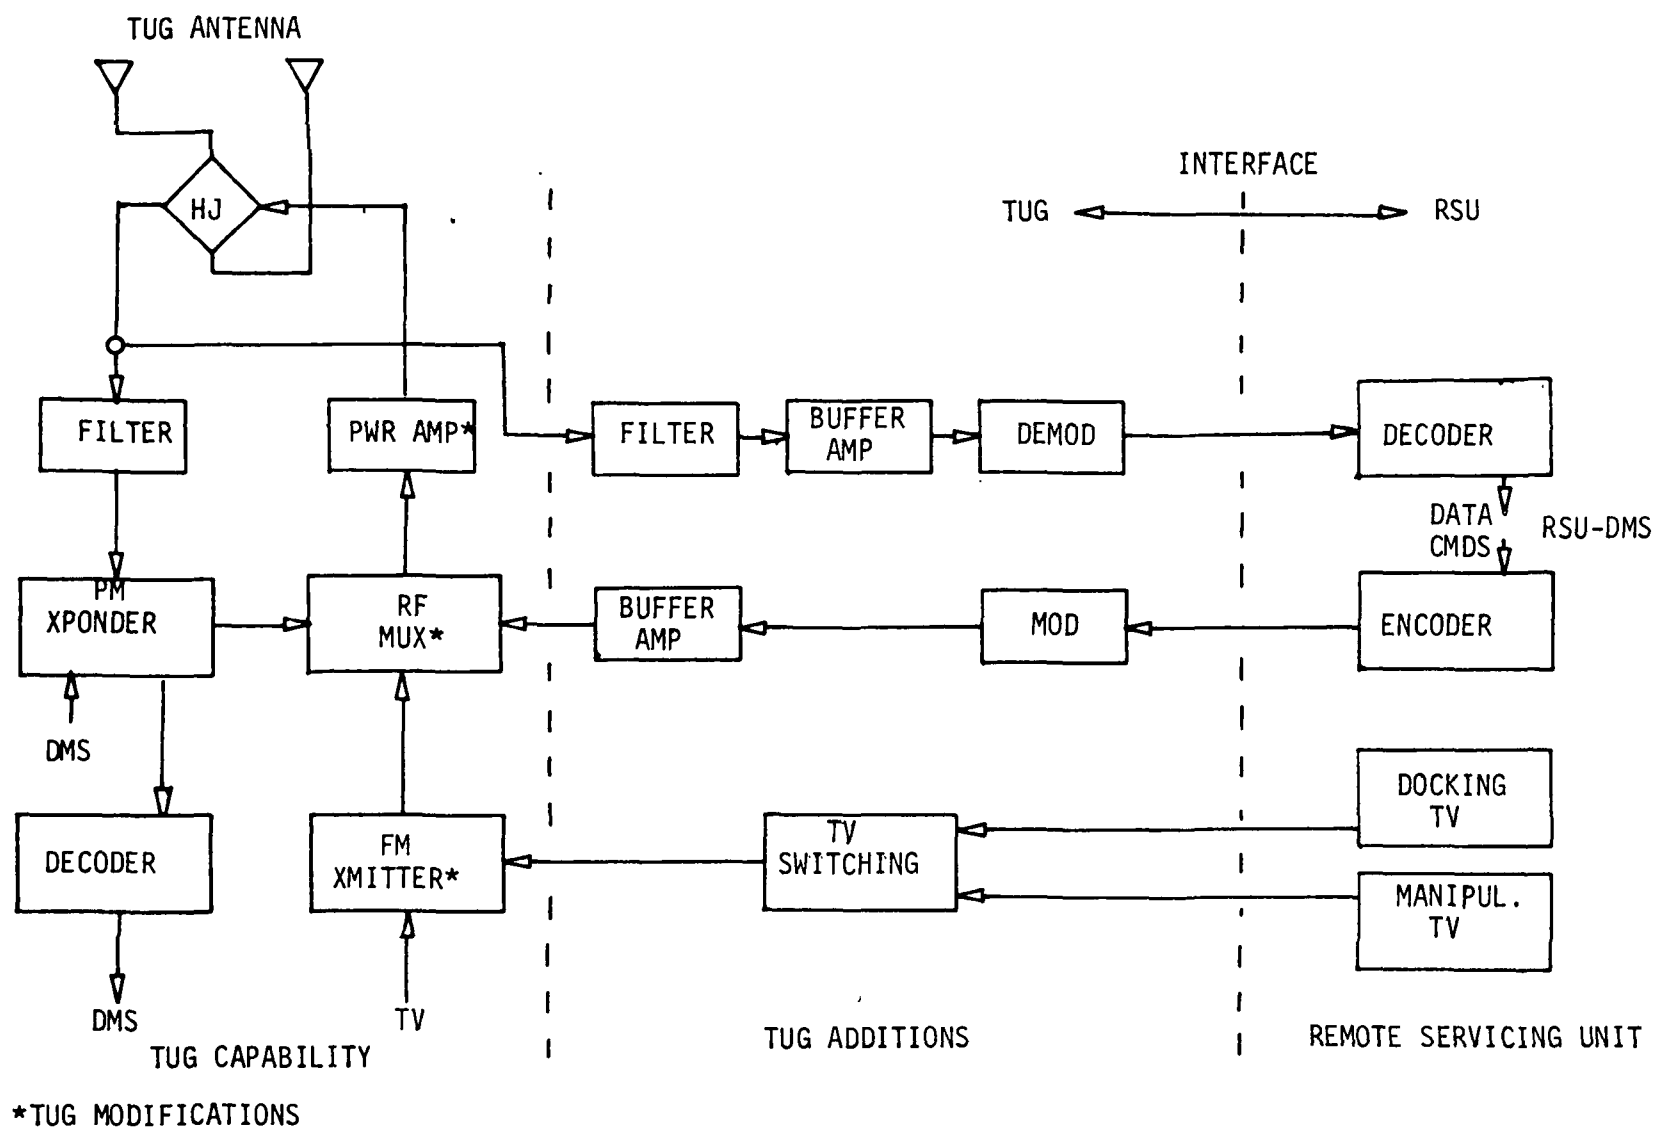 TUG ANTENNA
INTERFACE
HJ
TUG
RSU
FILTER
PWR AMP*
FILTER
BUFFER
AMP
DEMOD
DECODER
DATA
CMDS
RSU-DMS
PM
XPONDER
RF
MUX*
BUFFER
AMP
MOD
ENCODER
DMS
DOCKING
TV
DECODER
FM
XMITTER*
TV
SWITCHING
MANIPUL.
TV
DMS
TV
TUG CAPABILITY
TUG ADDITIONS
REMOTE SERVICING UNIT
*TUG MODIFICATIONS